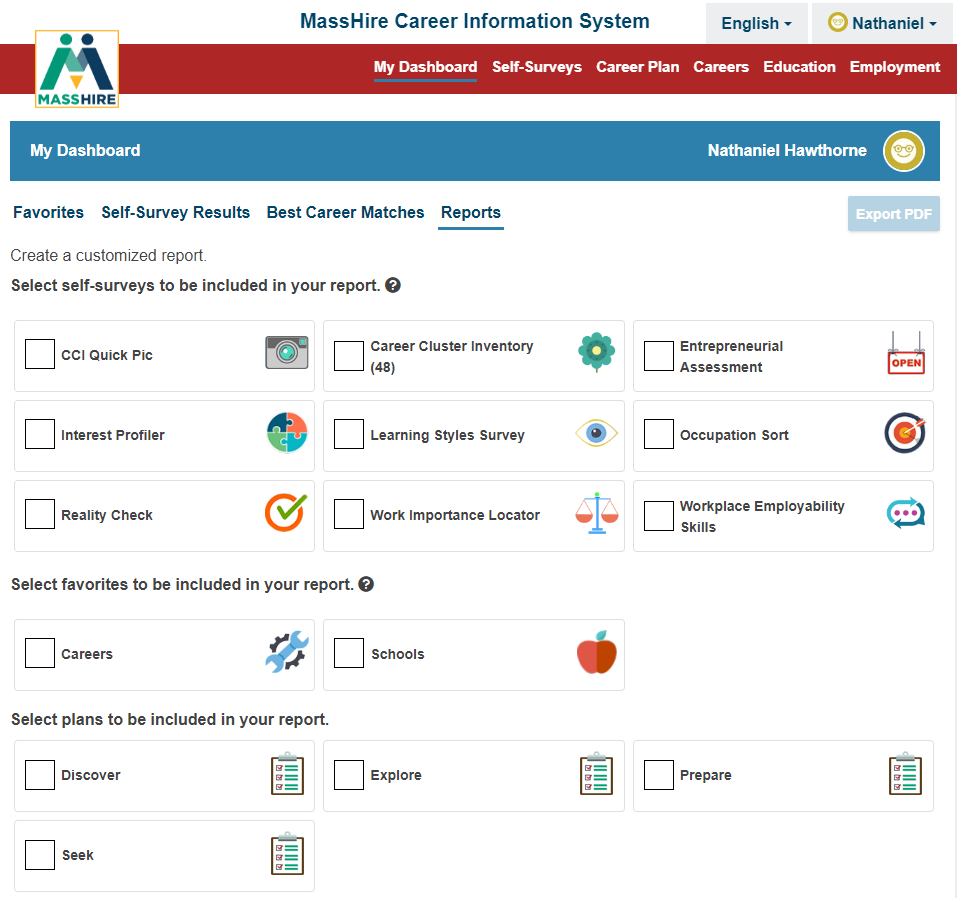 MassHire Career Information System
English
Nathaniel
MASSHIRE
My Dashboard Self-Surveys Career Plan Careers Education Employment
My Dashboard
Nathaniel Hawthorne
Favorites Self-Survey Results Best Career Matches Reports
Export PDF
Create a customized report.
Select self-surveys to be included in your report. ?
CCI Quick Pic
Career Cluster Inventory
(48)
Entrepreneurial
Assessment
OPEN
Interest Profiler
Learning Styles Survey
Occupation Sort
Reality Check
Work Importance Locator
Workplace Employability
Skills
Select favorites to be included in your report. ?
Careers
Schools
Select plans to be included in your report.
Discover
Explore
Prepare
Seek